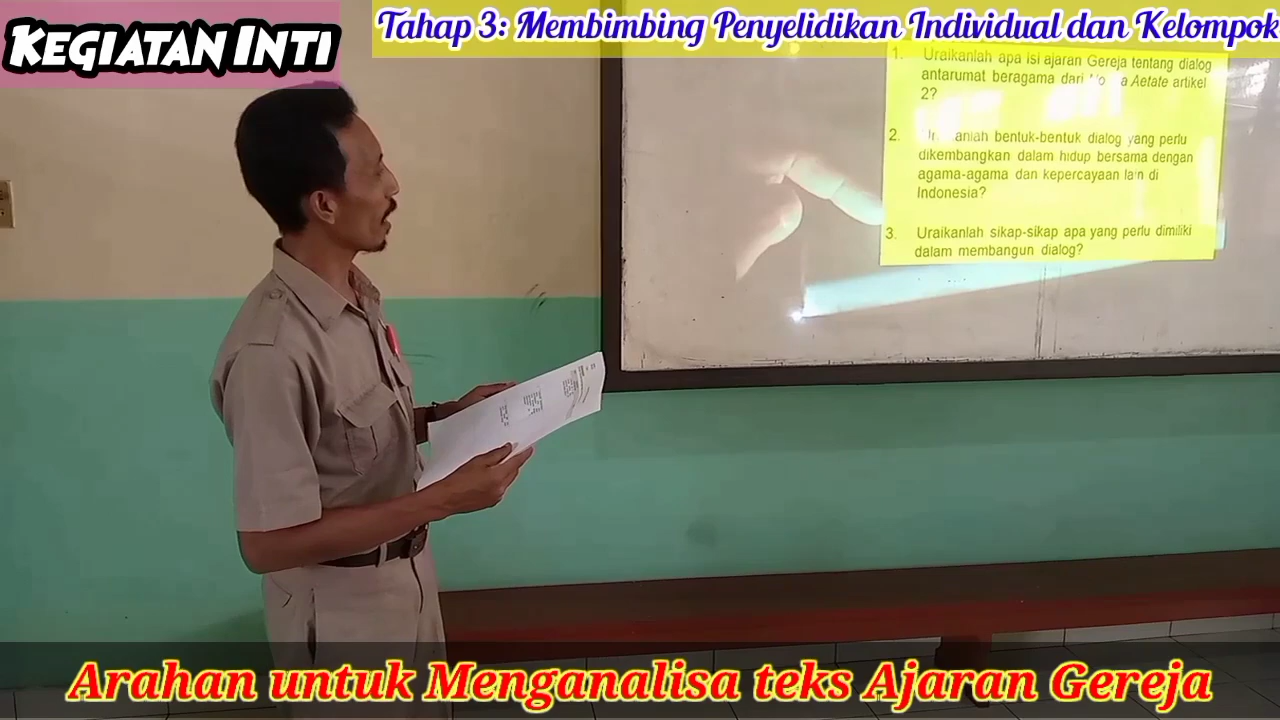 KEGIATAN INTI
Tahap 3: Membimbing Penyelidikan Individual dan Kelompok
1. Uraikanlah apa isi ajaran Gereja tentang dialog
antarumat beragama dari Aetate artikel
2?
2. bentuk-bentuk dialog yang perlu
dikembangkan dalam hidup bersama dengan
agama-agama dan kepercayaan lain di
Indonesia?
3. Uraikanlah sikap-sikap apa yang perlu dimiliki
dalam membangun dialog?
Arahan untuk Menganalisa teks Ajaran Gereja